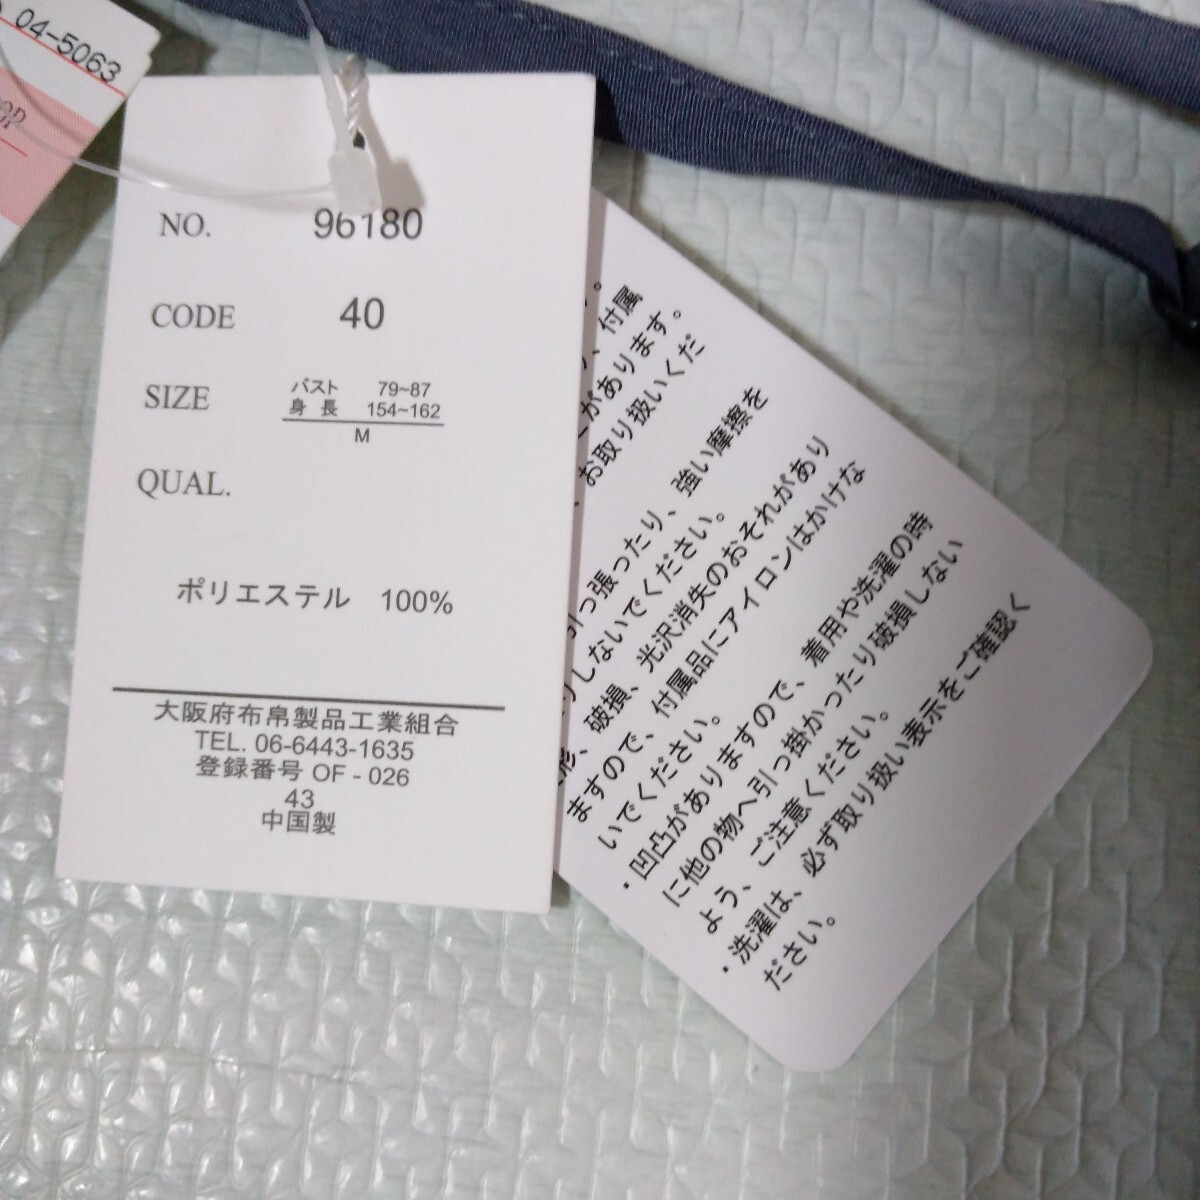 04-5063
NO. 96180
CODE 40
SIZE バスト 79~87
身長 154~162
M
QUAL.
ポリエステル 100%
大阪府布帛製品工業組合
TEL. 06-6443-1635
登録番号 OF - 026
43
中国製
、付属
があります。
お取り扱いくだ
引っ張ったり、強い摩擦を
りしないでください。
破損、光沢消失のおそれがあり
ますので、付属品にアイロンはかけな
いでください。
・凹凸がありますので、着用や洗濯の時
に他の物へ引っ掛かったり破損しない
よう、ご注意ください。
・洗濯は、必ず取り扱い表示をご確認く
ださい。